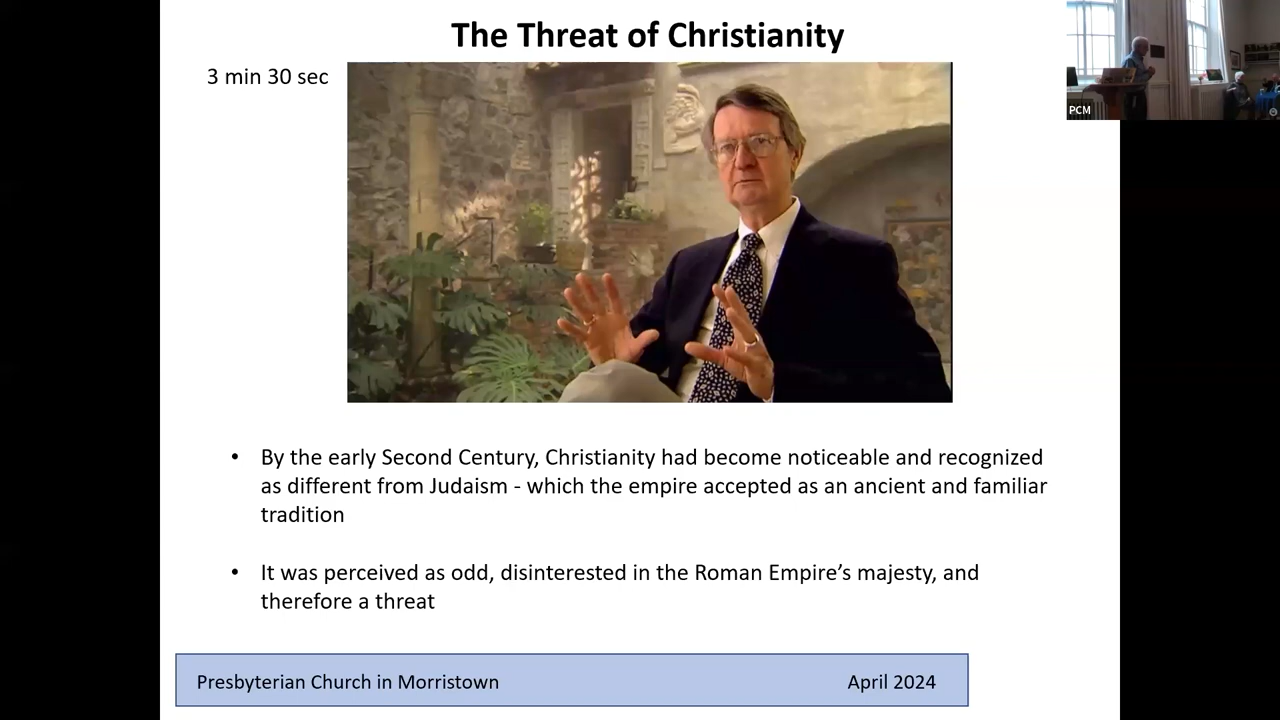 The Threat of Christianity
3 min 30 sec
PCM
• By the early Second Century, Christianity had become noticeable and recognized
as different from Judaism - which the empire accepted as an ancient and familiar
tradition
• It was perceived as odd, disinterested in the Roman Empire’s majesty, and
therefore a threat
Presbyterian Church in Morristown April 2024